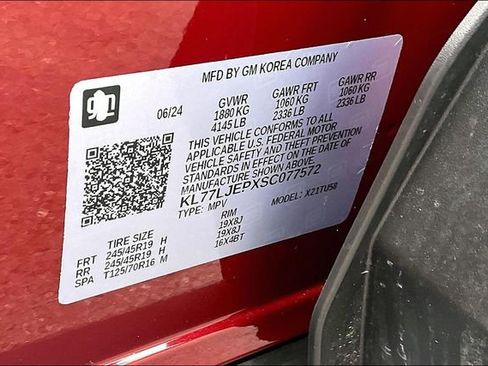 gm
MFD BY GM KOREA COMPANY
06/24 GVWR GAWR FRT GAWR RR
1880 KG 1060 KG 1060 KG
4145 LB 2336 LB 2336 LB
THIS VEHICLE CONFORMS TO ALL
APPLICABLE U.S. FEDERAL MOTOR
VEHICLE SAFETY AND THEFT PREVENTION
STANDARDS IN EFFECT ON THE DATE OF
MANUFACTURE SHOWN ABOVE.
KL77LJEPXSC077572
TYPE: MPV MODEL: X21TU58
TIRE SIZE RIM
FRT 245/45R19 H 19X8J
RR 245/45R19 H 19X8J
SPA T125/70R16 M 16X4BT